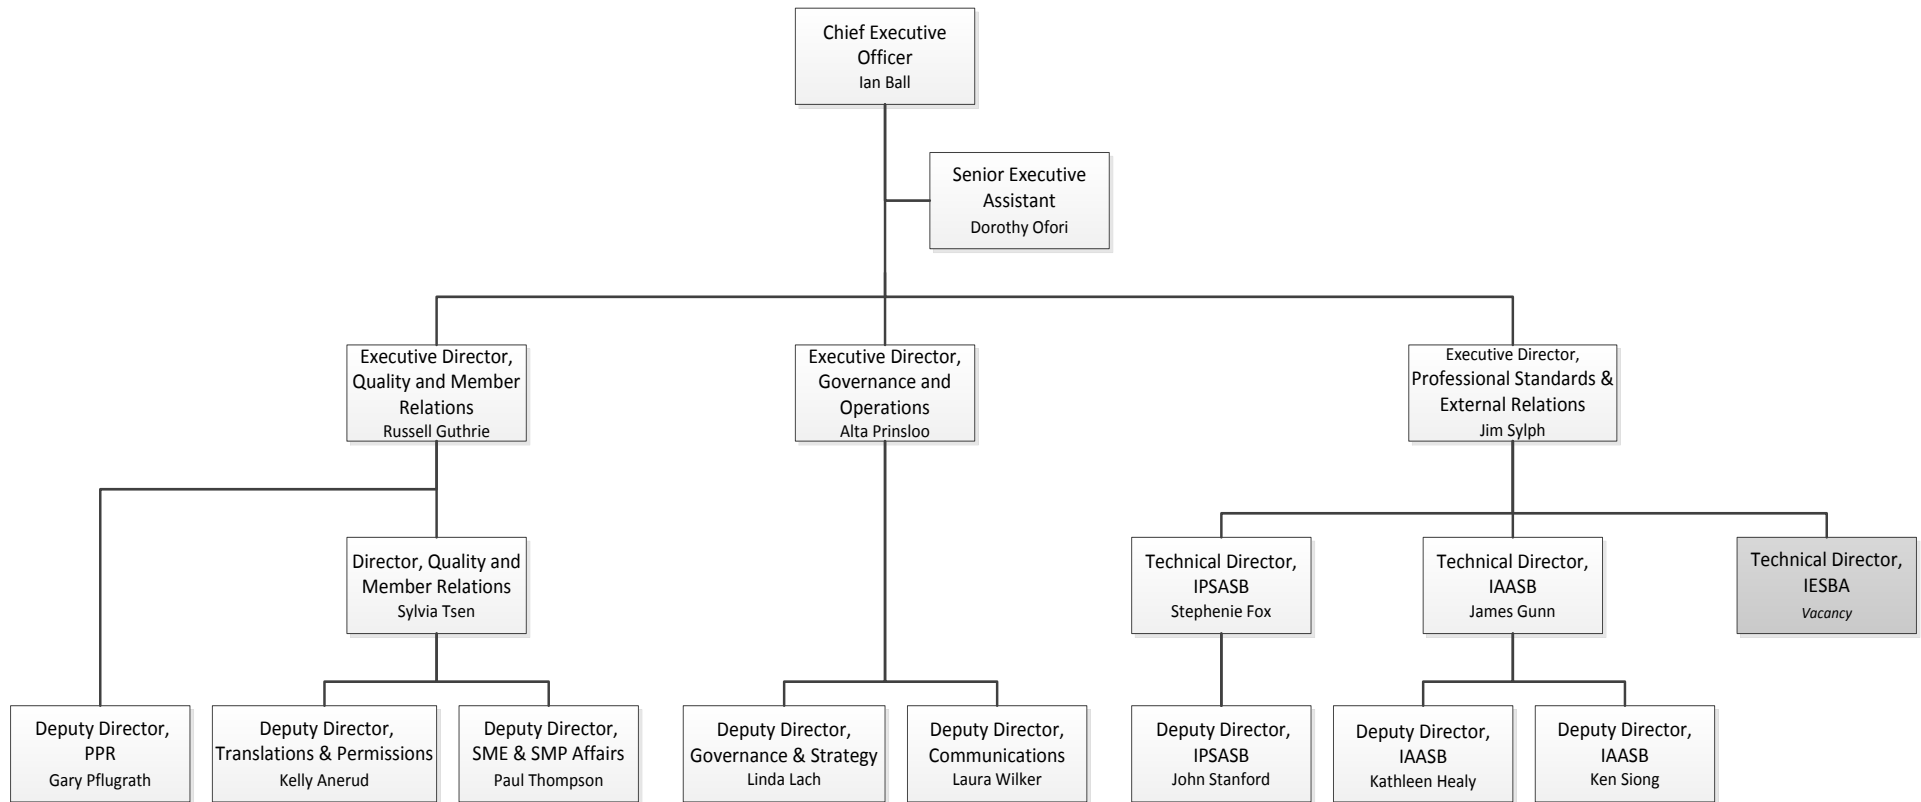 Chief Executive
Officer
Ian Ball
Senior Executive
Assistant
Dorothy Ofori
Executive Director,
Quality and Member
Relations
Russell Guthrie
Executive Director,
Governance and
Operations
Alta Prinsloo
Executive Director,
Professional Standards &
External Relations
Jim Sylph
Director, Quality and
Member Relations
Sylvia Tsen
Technical Director,
IPSASB
Stephenie Fox
Technical Director,
IAASB
James Gunn
Technical Director,
IESBA
Vacancy
Deputy Director,
PPR
Gary Pflugrath
Deputy Director,
Translations & Permissions
Kelly Anerud
Deputy Director,
SME & SMP Affairs
Paul Thompson
Deputy Director,
Governance & Strategy
Linda Lach
Deputy Director,
Communications
Laura Wilker
Deputy Director,
IPSASB
John Stanford
Deputy Director,
IAASB
Kathleen Healy
Deputy Director,
IAASB
Ken Siong